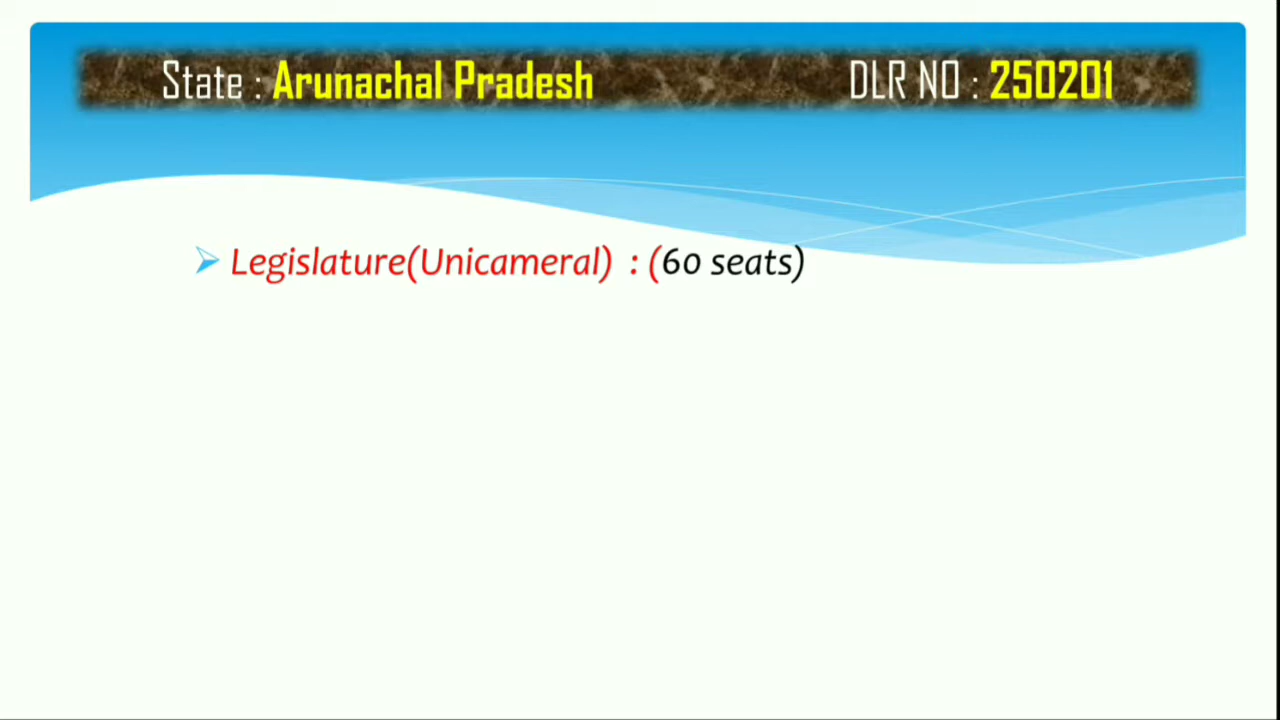 State : Arunachal Pradesh DLR NO : 250201
Legislature(Unicameral) : (60 seats)